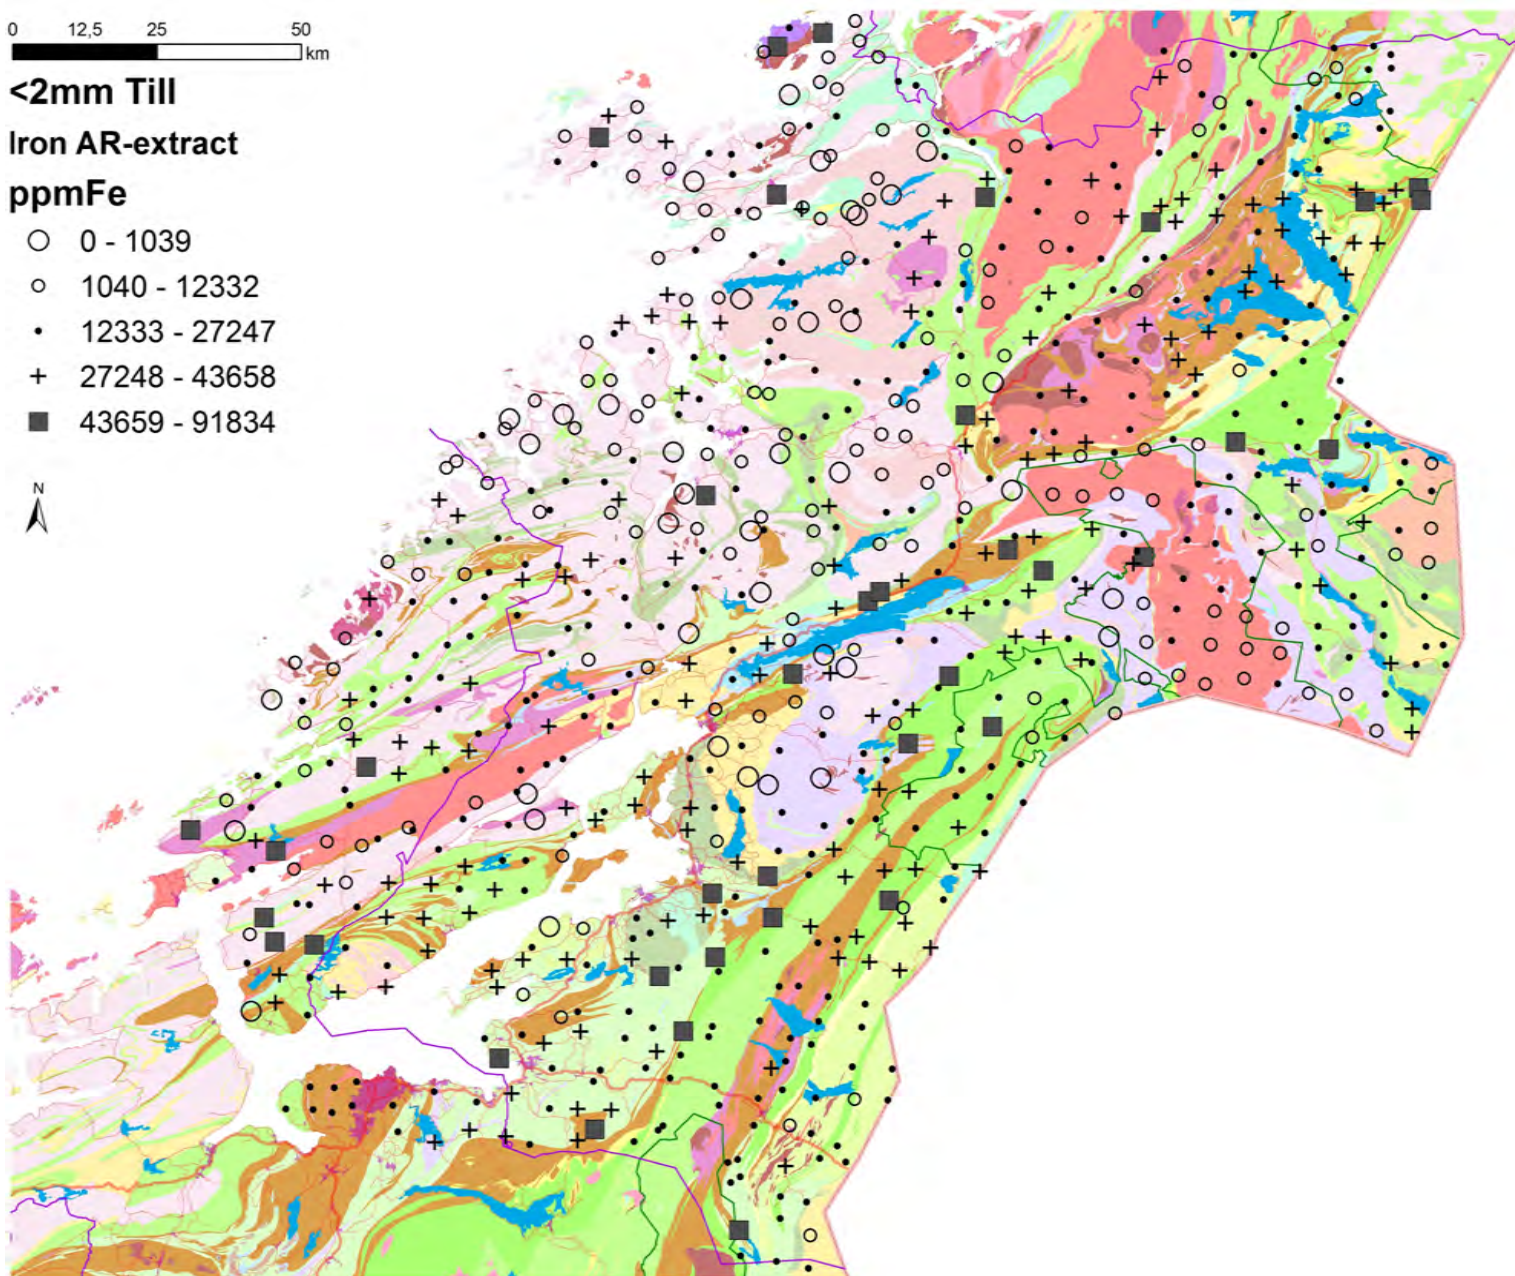 0 12,5 25 50
km
<2mm Till
Iron AR-extract
ppmFe
0 - 1039
1040 - 12332
12333 - 27247
27248 - 43658
43659 - 91834
N